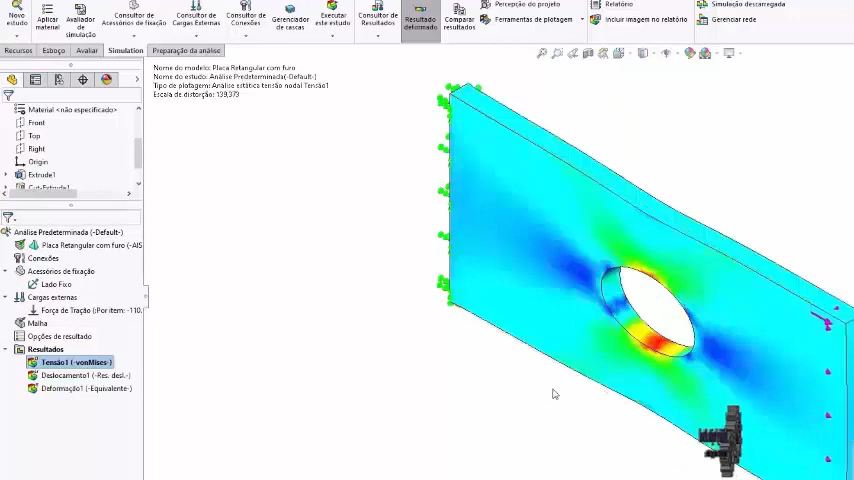 Novo estudo
Aplicar material
Avaliador de simulação
Consultor de Acessórios de fixação
Consultor de Cargas Externas
Consultor de Conexões
Gerenciador de cascas
Executar este estudo
Consultor de Resultados
Resultado deformado
Comparar resultados
Percepção do projeto
Ferramentas de plotagem
Relatório
Incluir imagem no relatório
Simulação descarregada
Gerenciar rede
Recursos
Esboço
Avaliar
Simulation
Preparação da análise
Nome do modelo: Placa Retangular com furo
Nome do estudo: Análise Predeterminada(-Default-)
Tipo de plotagem: Análise estática tensão nodal Tensão1
Escala de distorção: 139,373
Material <não especificado>
Front
Top
Right
Origin
Extrude1
Cut-Extrude1
Análise Predeterminada (-Default-)
Placa Retangular com furo (-AIS
Conexões
Acessórios de fixação
Lado Fixo
Cargas externas
Força de Tração (:Por item: -110.
Malha
Opções de resultado
Resultados
Tensão1 (-vonMises-)
Deslocamento1 (-Res. desl.-)
Deformação1 (-Equivalente-)